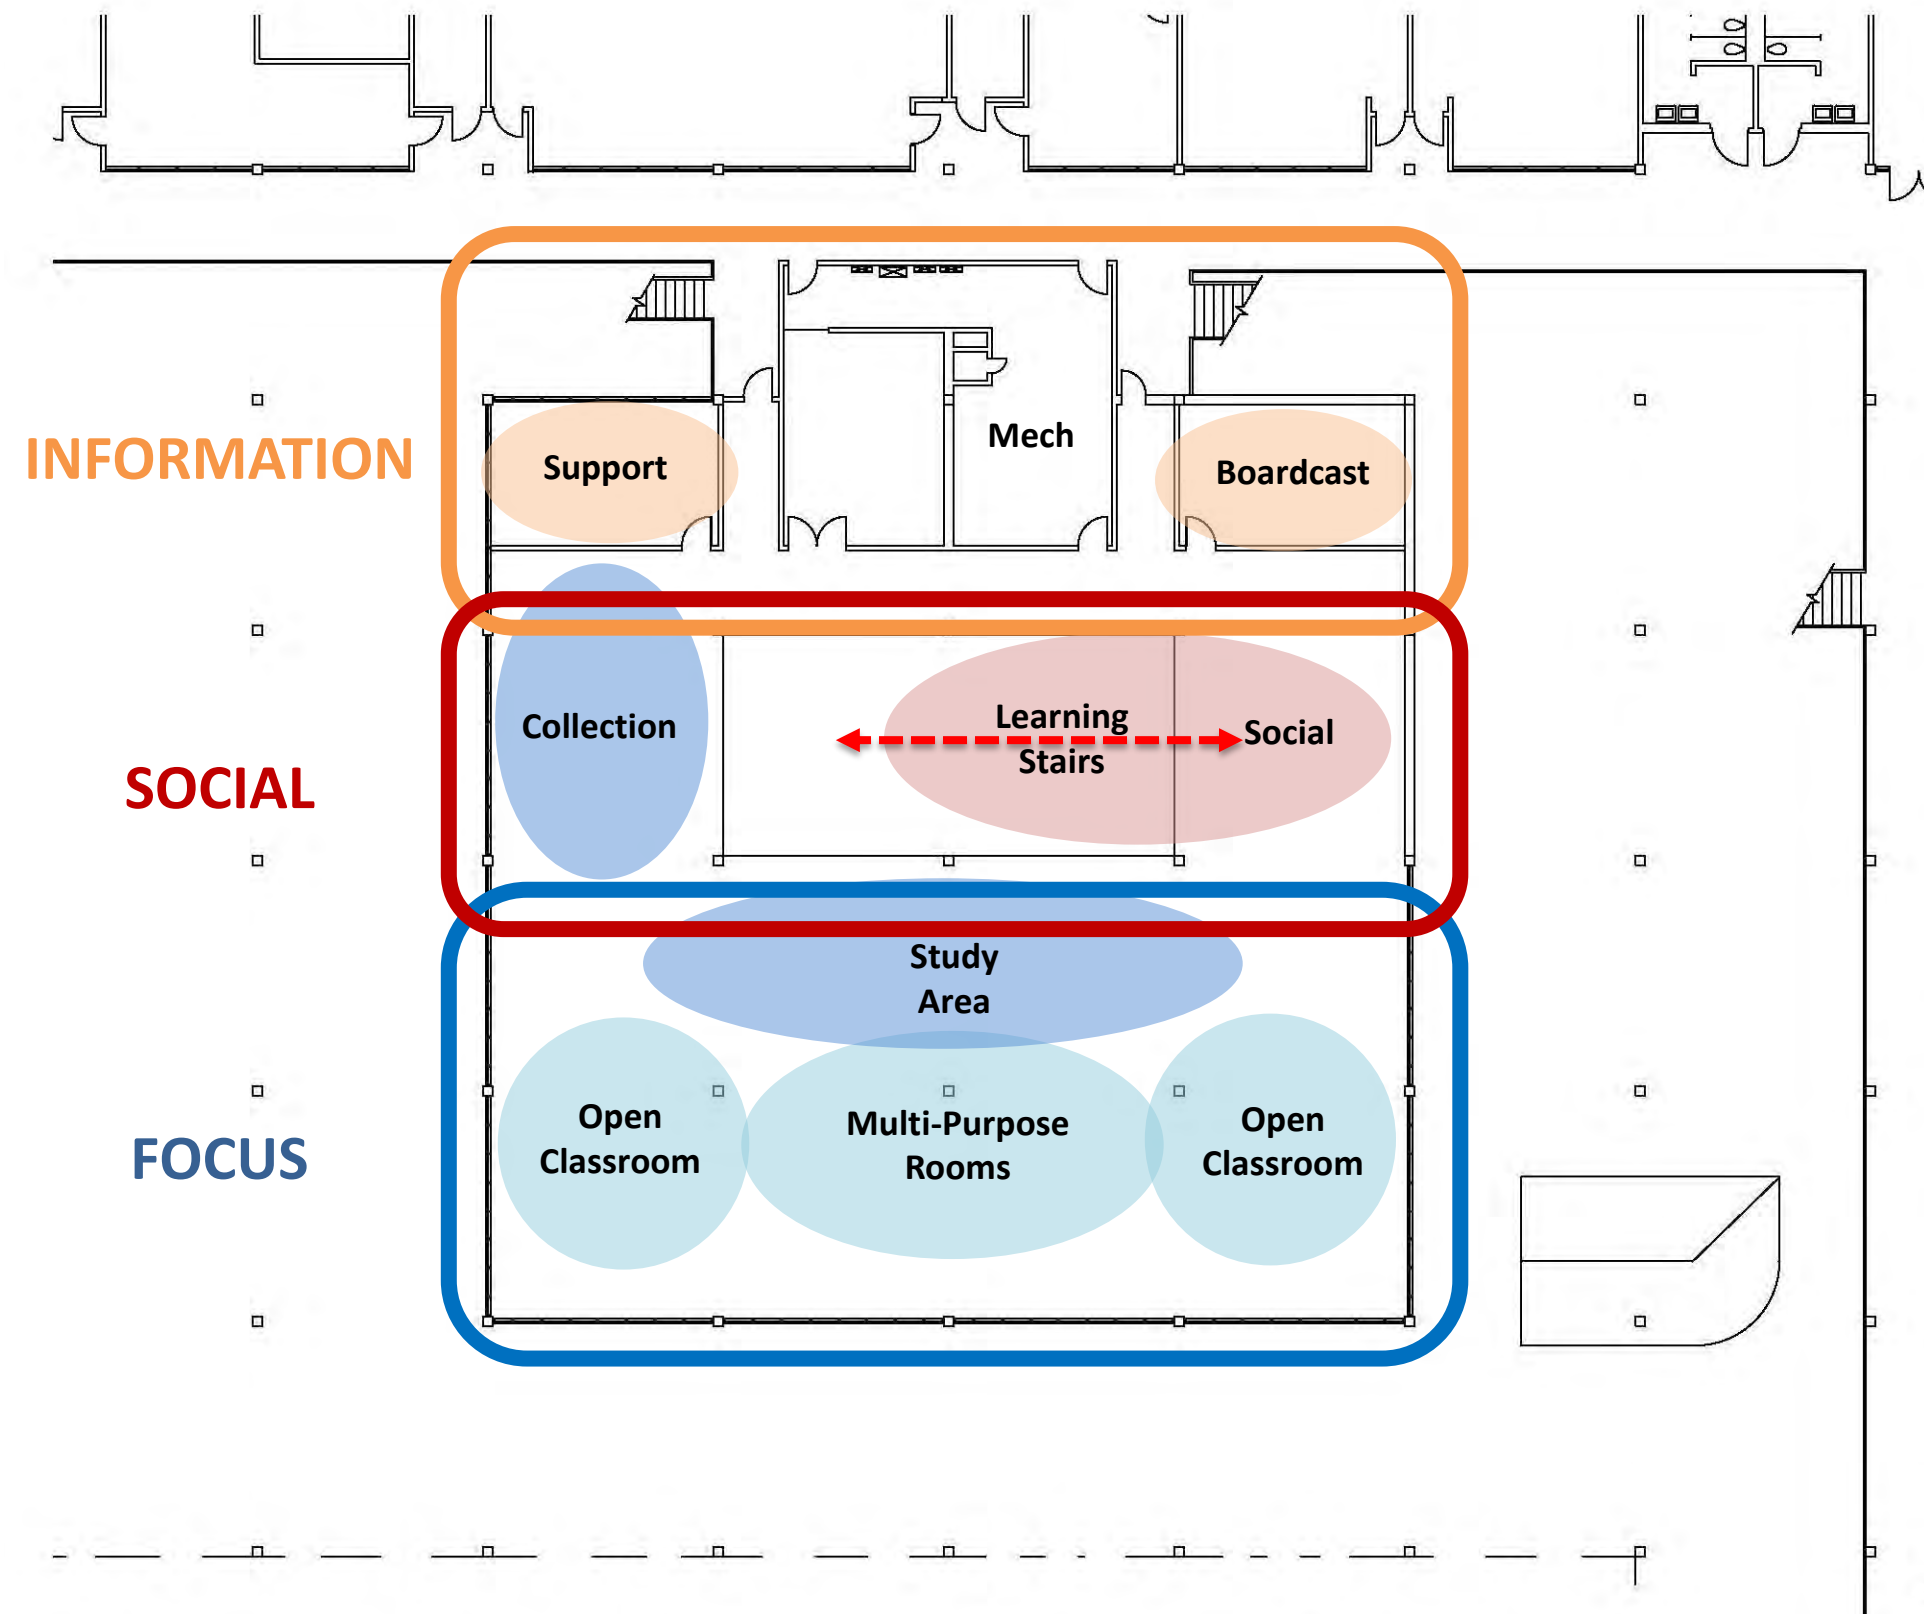 INFORMATION
Support
Mech
Boardcast
SOCIAL
Collection
Learning
Stairs
Social
FOCUS
Study
Area
Open
Classroom
Multi-Purpose
Rooms
Open
Classroom